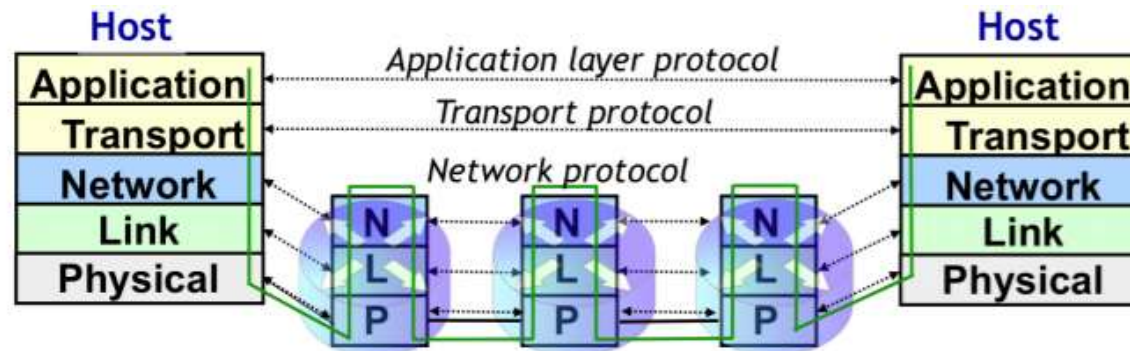 Host
Host
Application layer protocol
Application
Application
Transport protocol
Transport
Transport
Network protocol
Network
Network
N
N
N
Link
Link
L
L
L
Physical
Physical
P
P
P